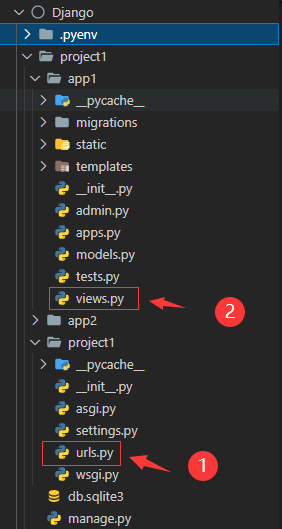 Django
.pyenv
project1
app1
__pycache__
migrations
static
templates
__init__.py
admin.py
apps.py
models.py
tests.py
views.py
2
app2
project1
__pycache__
__init__.py
asgi.py
settings.py
urls.py
1
wsgi.py
db.sqlite3
manage.py